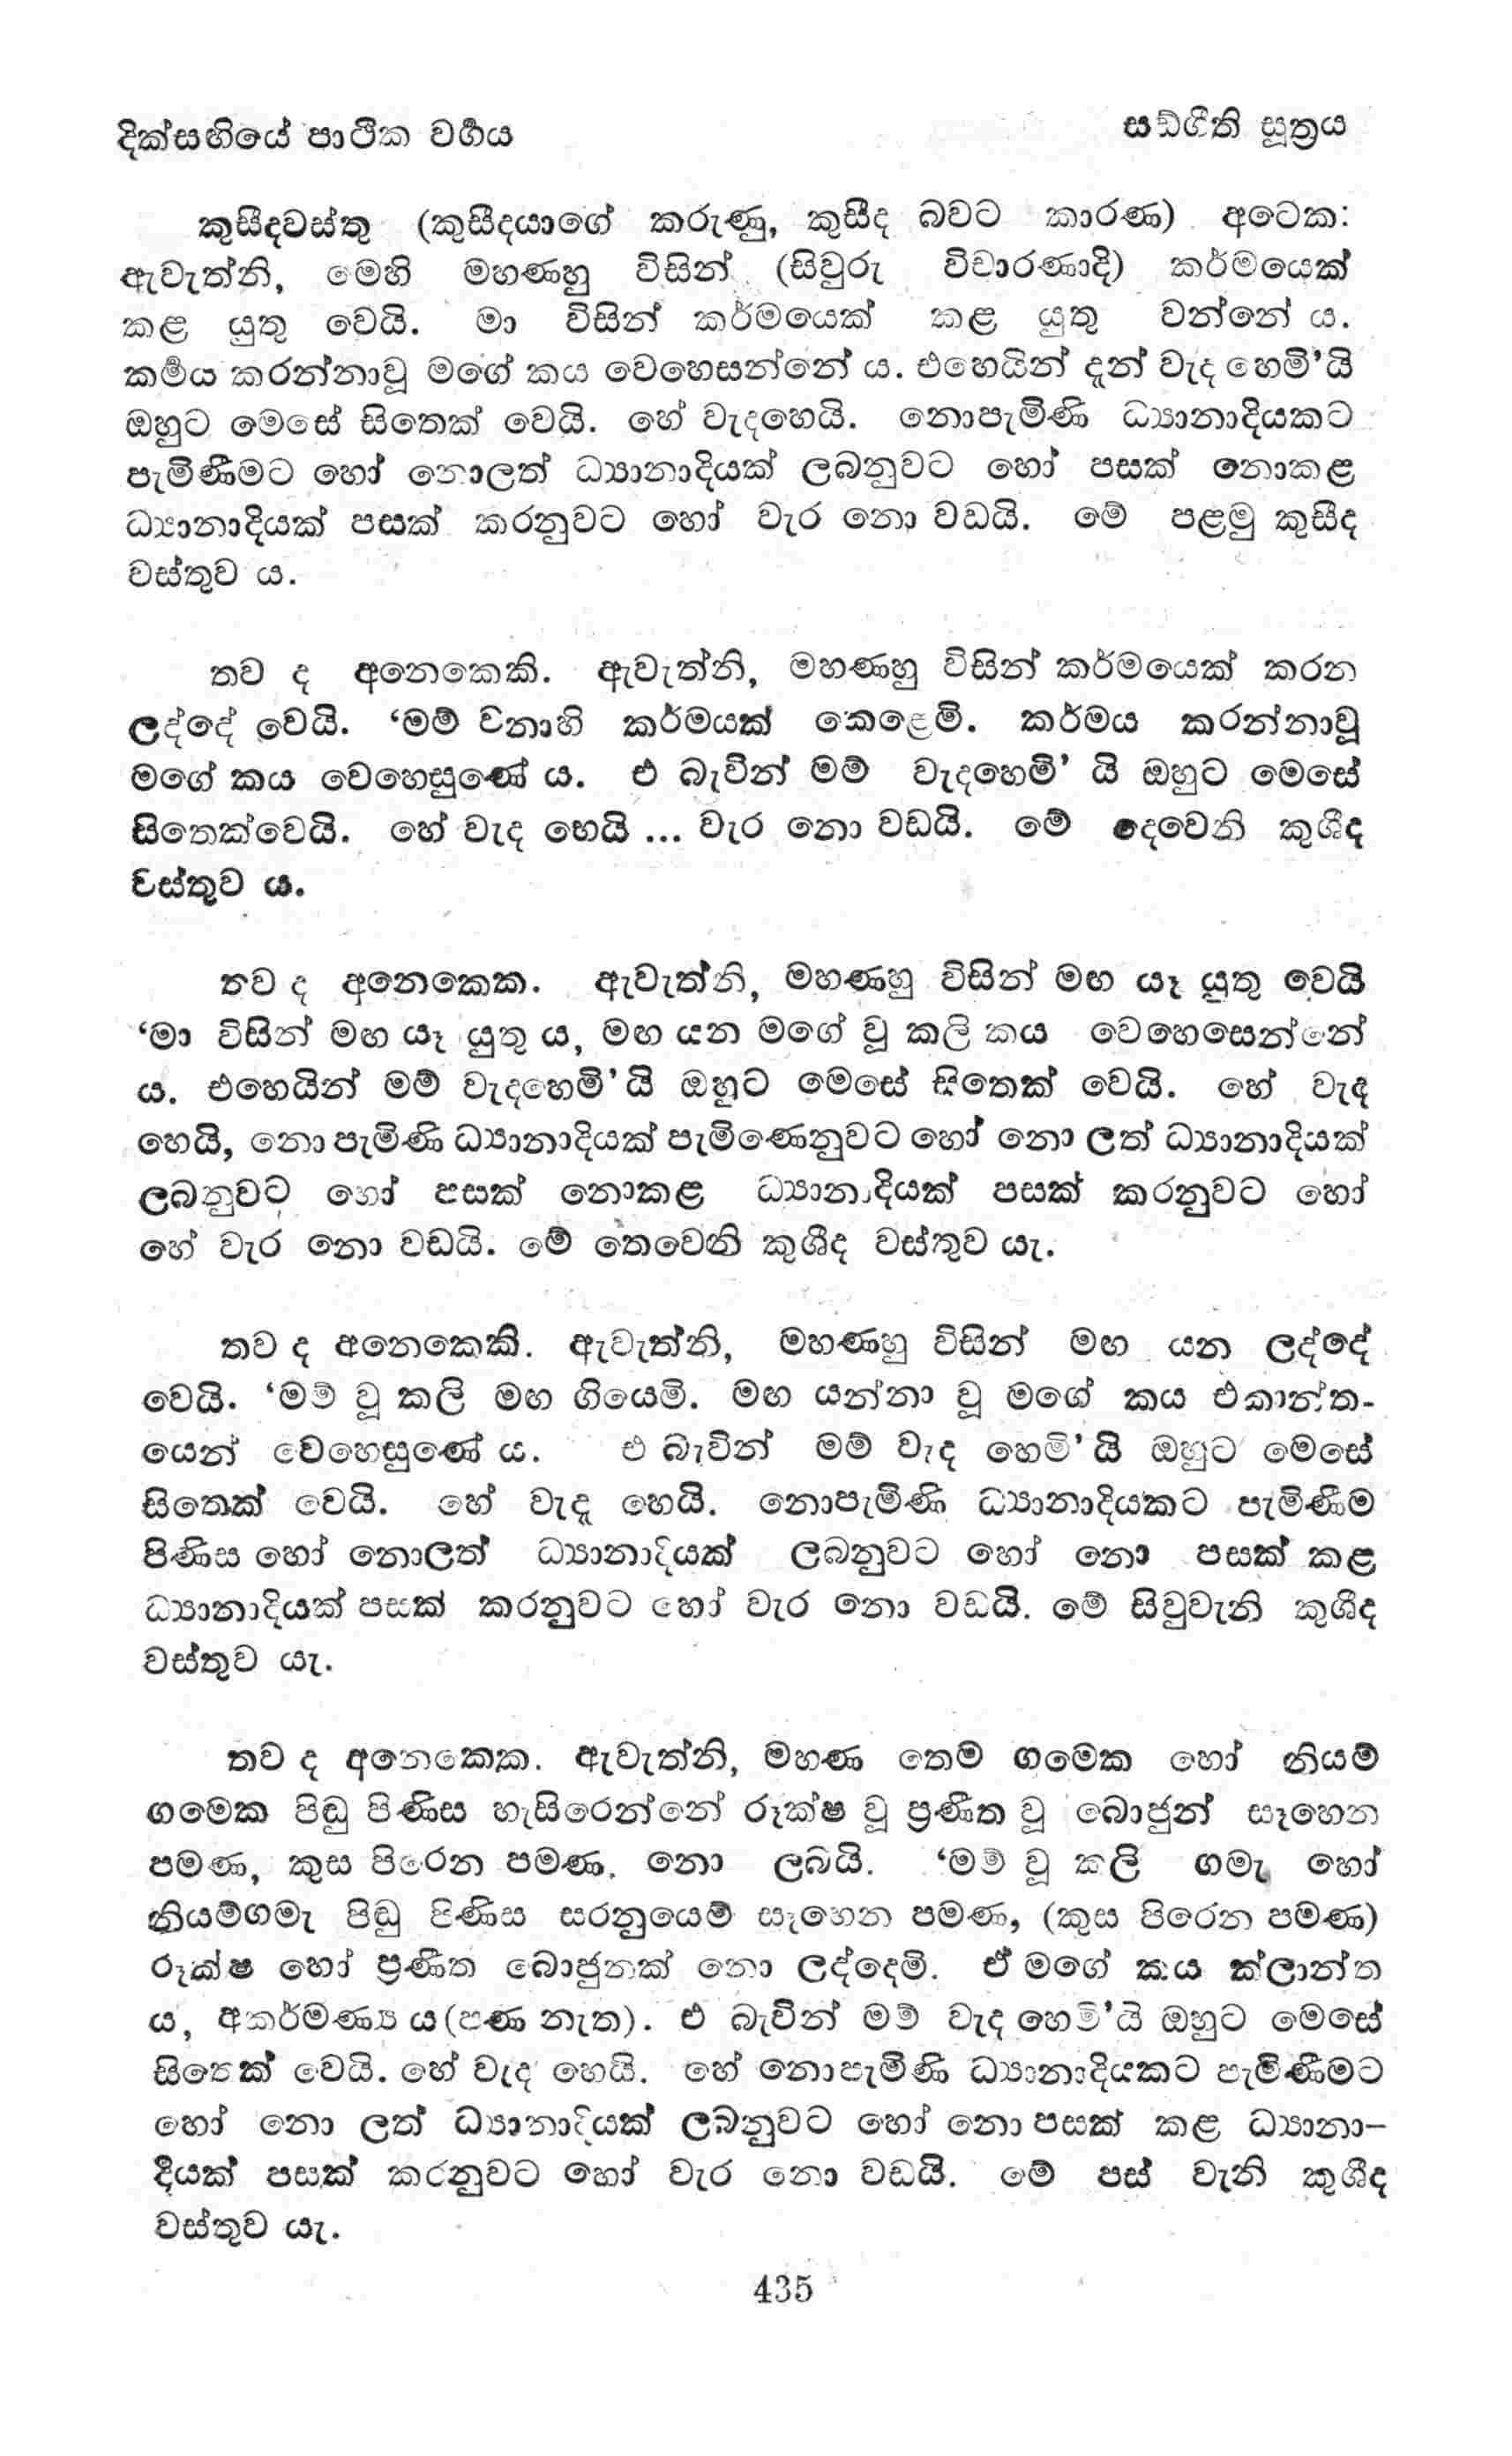 දික්සඟියේ පාථික වර්‍ගය
සඞ්ගීති සූත්‍රය
කුසීදවස්තු (කුසීදයාගේ කරුණු, කුසීද බවට කාරණ) අටෙක:
ඇවැත්නි, මෙහි මහණහු විසින් (සිවුරු විචාරණාදි) කර්මයෙක්
කළ යුතු වෙයි. මා විසින් කර්මයෙක් කළ යුතු වන්නේ ය.
කර්‍මය කරන්නාවූ මගේ කය වෙහෙසන්නේ ය. එහෙයින් දැන් වැද හෙමි'යි
ඔහුට මෙසේ සිතෙක් වෙයි. හේ වැදහෙයි. නොපැමිණි ධ්‍යානාදියකට
පැමිණීමට හෝ නොලත් ධ්‍යානාදියක් ලබනුවට හෝ පසක් නොකළ
ධ්‍යානාදියක් පසක් කරනුවට හෝ වැර නො වඩයි. මේ පළමු කුසීද
වස්තුව ය.
තව ද අනෙකෙකි. ඇවැත්නි, මහණහු විසින් කර්මයෙක් කරන
ලද්දේ වෙයි. 'මම් වනාහි කර්මයක් කෙළෙමි. කර්මය කරන්නාවූ
මගේ කය වෙහෙසුණේ ය. එ බැවින් මම් වැදහෙමි' යි ඔහුට මෙසේ
සිතෙක්වෙයි. හේ වැද හෙයි ... වැර නො වඩයි. මේ දෙවෙනි කුශීද
වස්තුව ය.
තව ද අනෙකෙක. ඇවැත්නි, මහණහු විසින් මඟ යෑ යුතු වෙයි
'මා විසින් මඟ යෑ යුතු ය, මඟ යන මගේ වූ කලි කය වෙහෙසෙන්නේ
ය. එහෙයින් මම් වැදහෙමි'යි ඔහුට මෙසේ සිතෙක් වෙයි. හේ වැද
හෙයි, නො පැමිණි ධ්‍යානාදියක් පැමිණෙනුවට හෝ නො ලත් ධ්‍යානාදියක්
ලබනුවට හෝ පසක් නොකළ ධ්‍යානාදියක් පසක් කරනුවට හෝ
හේ වැර නො වඩයි. මේ තෙවෙනි කුශීද වස්තුව යැ.
තව ද අනෙකෙකි. ඇවැත්නි, මහණහු විසින් මඟ යන ලද්දේ
වෙයි. 'මම් වූ කලි මඟ ගියෙමි. මඟ යන්නා වූ මගේ කය එකාන්ත-
යෙන් වෙහෙසුණේ ය. එ බැවින් මම් වැද හෙමි' යි ඔහුට මෙසේ
සිතෙක් වෙයි. හේ වැද හෙයි. නොපැමිණි ධ්‍යානාදියකට පැමිණීම
පිණිස හෝ නොලත් ධ්‍යානාදියක් ලබනුවට හෝ නො පසක් කළ
ධ්‍යානාදියක් පසක් කරනුවට හෝ වැර නො වඩයි. මේ සිවුවැනි කුශීද
වස්තුව යැ.
තව ද අනෙකෙක. ඇවැත්නි, මහණ තෙම ගමෙක හෝ නියම්
ගමෙක පිඬු පිණිස හැසිරෙන්නේ රූක්ෂ වූ ප්‍රණීත වූ බොජුන් සෑහෙන
පමණ, කුස පිරෙන පමණ, නො ලබයි. 'මම් වූ කලි ගමැ හෝ
නියම්ගමැ පිඬු පිණිස සරනුයෙම් සෑහෙන පමණ, (කුස පිරෙන පමණ)
රූක්ෂ හෝ ප්‍රණීත බොජුනක් නො ලද්දෙමි. ඒ මගේ කය ක්ලාන්ත
ය, අකර්මණ්‍ය ය (පණ නැත). එ බැවින් මම් වැද හෙමි'යි ඔහුට මෙසේ
සිතෙක් වෙයි. හේ වැද හෙයි. හේ නොපැමිණි ධ්‍යානාදියකට පැමිණීමට
හෝ නො ලත් ධ්‍යානාදියක් ලබනුවට හෝ නො පසක් කළ ධ්‍යානා-
දියක් පසක් කරනුවට හෝ වැර නො වඩයි. මේ පස් වැනි කුශීද
වස්තුව යැ.
435